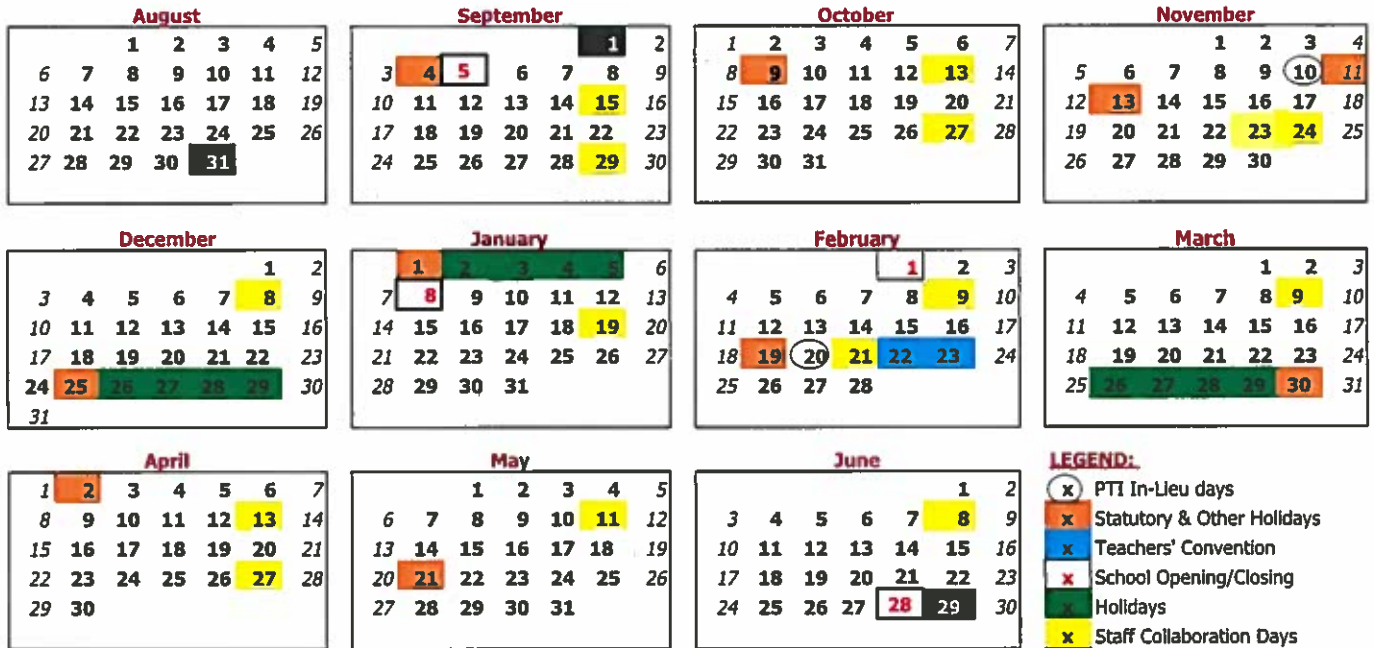 August
1 2 3 4 5
6 7 8 9 10 11 12
13 14 15 16 17 18 19
20 21 22 23 24 25 26
27 28 29 30 31
September
1 2
3 4 5 6 7 8 9
10 11 12 13 14 15 16
17 18 19 20 21 22 23
24 25 26 27 28 29 30
October
1 2 3 4 5 6 7
8 9 10 11 12 13 14
15 16 17 18 19 20 21
22 23 24 25 26 27 28
29 30 31
November
1 2 3 4
5 6 7 8 9 10 11
12 13 14 15 16 17 18
19 20 21 22 23 24 25
26 27 28 29 30
December
1 2
3 4 5 6 7 8 9
10 11 12 13 14 15 16
17 18 19 20 21 22 23
24 25 26 27 28 29 30
31
January
1 2 3 4 5 6
7 8 9 10 11 12 13
14 15 16 17 18 19 20
21 22 23 24 25 26 27
28 29 30 31
February
1 2 3
4 5 6 7 8 9 10
11 12 13 14 15 16 17
18 19 20 21 22 23 24
25 26 27 28
March
1 2 3
4 5 6 7 8 9 10
11 12 13 14 15 16 17
18 19 20 21 22 23 24
25 26 27 28 29 30 31
April
1 2 3 4 5 6 7
8 9 10 11 12 13 14
15 16 17 18 19 20 21
22 23 24 25 26 27 28
29 30
May
1 2 3 4 5
6 7 8 9 10 11 12
13 14 15 16 17 18 19
20 21 22 23 24 25 26
27 28 29 30 31
June
1 2
3 4 5 6 7 8 9
10 11 12 13 14 15 16
17 18 19 20 21 22 23
24 25 26 27 28 29 30
LEGEND:
x PTI In-Lieu days
x Statutory & Other Holidays
x Teachers' Convention
x School Opening/Closing
x Holidays
x Staff Collaboration Days